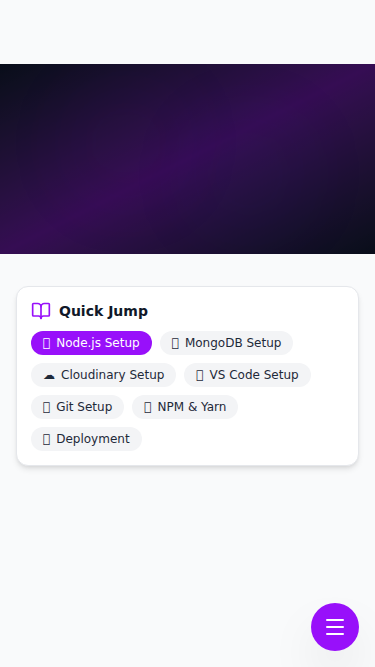 Quick Jump
Node.js Setup
MongoDB Setup
☁ Cloudinary Setup
VS Code Setup
Git Setup
NPM & Yarn
Deployment